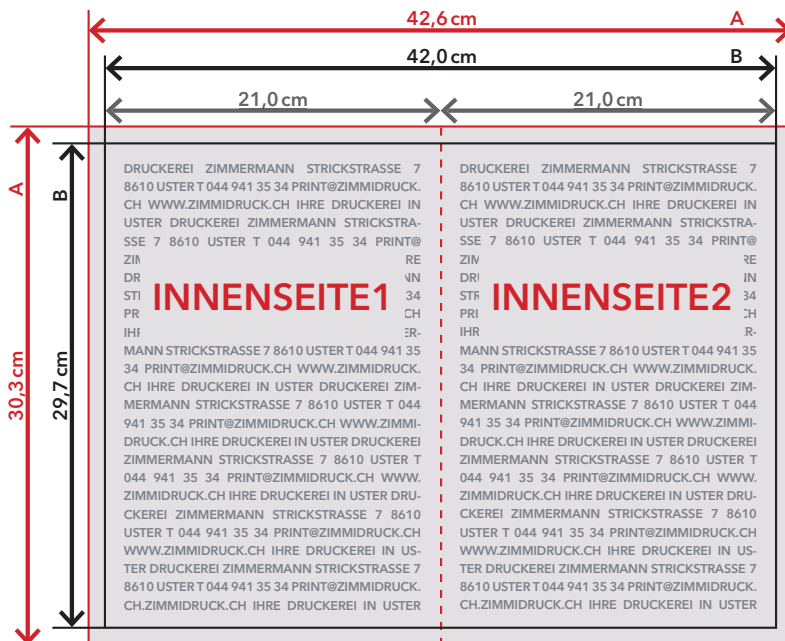 42,6 cm A
42,0 cm B
21,0 cm 21,0 cm
A
B
30,3 cm
29,7 cm
DRUCKEREI ZIMMERMANN STRICKSTRASSE 7
8610 USTER T 044 941 35 34 PRINT@ZIMMIDRUCK.
CH WWW.ZIMMIDRUCK.CH IHRE DRUCKEREI IN
USTER DRUCKEREI ZIMMERMANN STRICKSTRA-
SSE 7 8610 USTER T 044 941 35 34 PRINT@
INNENSEITE1
MANN STRICKSTRASSE 7 8610 USTER T 044 941 35
34 PRINT@ZIMMIDRUCK.CH WWW.ZIMMIDRUCK.
CH IHRE DRUCKEREI IN USTER DRUCKEREI ZIM-
MERMANN STRICKSTRASSE 7 8610 USTER T 044
941 35 34 PRINT@ZIMMIDRUCK.CH WWW.ZIMMI-
DRUCK.CH IHRE DRUCKEREI IN USTER DRUCKEREI
ZIMMERMANN STRICKSTRASSE 7 8610 USTER T
044 941 35 34 PRINT@ZIMMIDRUCK.CH WWW.
ZIMMIDRUCK.CH IHRE DRUCKEREI IN USTER DRU-
CKEREI ZIMMERMANN STRICKSTRASSE 7 8610
USTER T 044 941 35 34 PRINT@ZIMMIDRUCK.CH
WWW.ZIMMIDRUCK.CH IHRE DRUCKEREI IN US-
TER DRUCKEREI ZIMMERMANN STRICKSTRASSE 7
8610 USTER T 044 941 35 34 PRINT@ZIMMIDRUCK.
CH.ZIMMIDRUCK.CH IHRE DRUCKEREI IN USTER
DRUCKEREI ZIMMERMANN STRICKSTRASSE 7
8610 USTER T 044 941 35 34 PRINT@ZIMMIDRUCK.
CH WWW.ZIMMIDRUCK.CH IHRE DRUCKEREI IN
USTER DRUCKEREI ZIMMERMANN STRICKSTRA-
SSE 7 8610 USTER T 044 941 35 34 PRINT@
INNENSEITE2
MANN STRICKSTRASSE 7 8610 USTER T 044 941 35
34 PRINT@ZIMMIDRUCK.CH WWW.ZIMMIDRUCK.
CH IHRE DRUCKEREI IN USTER DRUCKEREI ZIM-
MERMANN STRICKSTRASSE 7 8610 USTER T 044
941 35 34 PRINT@ZIMMIDRUCK.CH WWW.ZIMMI-
DRUCK.CH IHRE DRUCKEREI IN USTER DRUCKEREI
ZIMMERMANN STRICKSTRASSE 7 8610 USTER T
044 941 35 34 PRINT@ZIMMIDRUCK.CH WWW.
ZIMMIDRUCK.CH IHRE DRUCKEREI IN USTER DRU-
CKEREI ZIMMERMANN STRICKSTRASSE 7 8610
USTER T 044 941 35 34 PRINT@ZIMMIDRUCK.CH
WWW.ZIMMIDRUCK.CH IHRE DRUCKEREI IN US-
TER DRUCKEREI ZIMMERMANN STRICKSTRASSE 7
8610 USTER T 044 941 35 34 PRINT@ZIMMIDRUCK.
CH.ZIMMIDRUCK.CH IHRE DRUCKEREI IN USTER